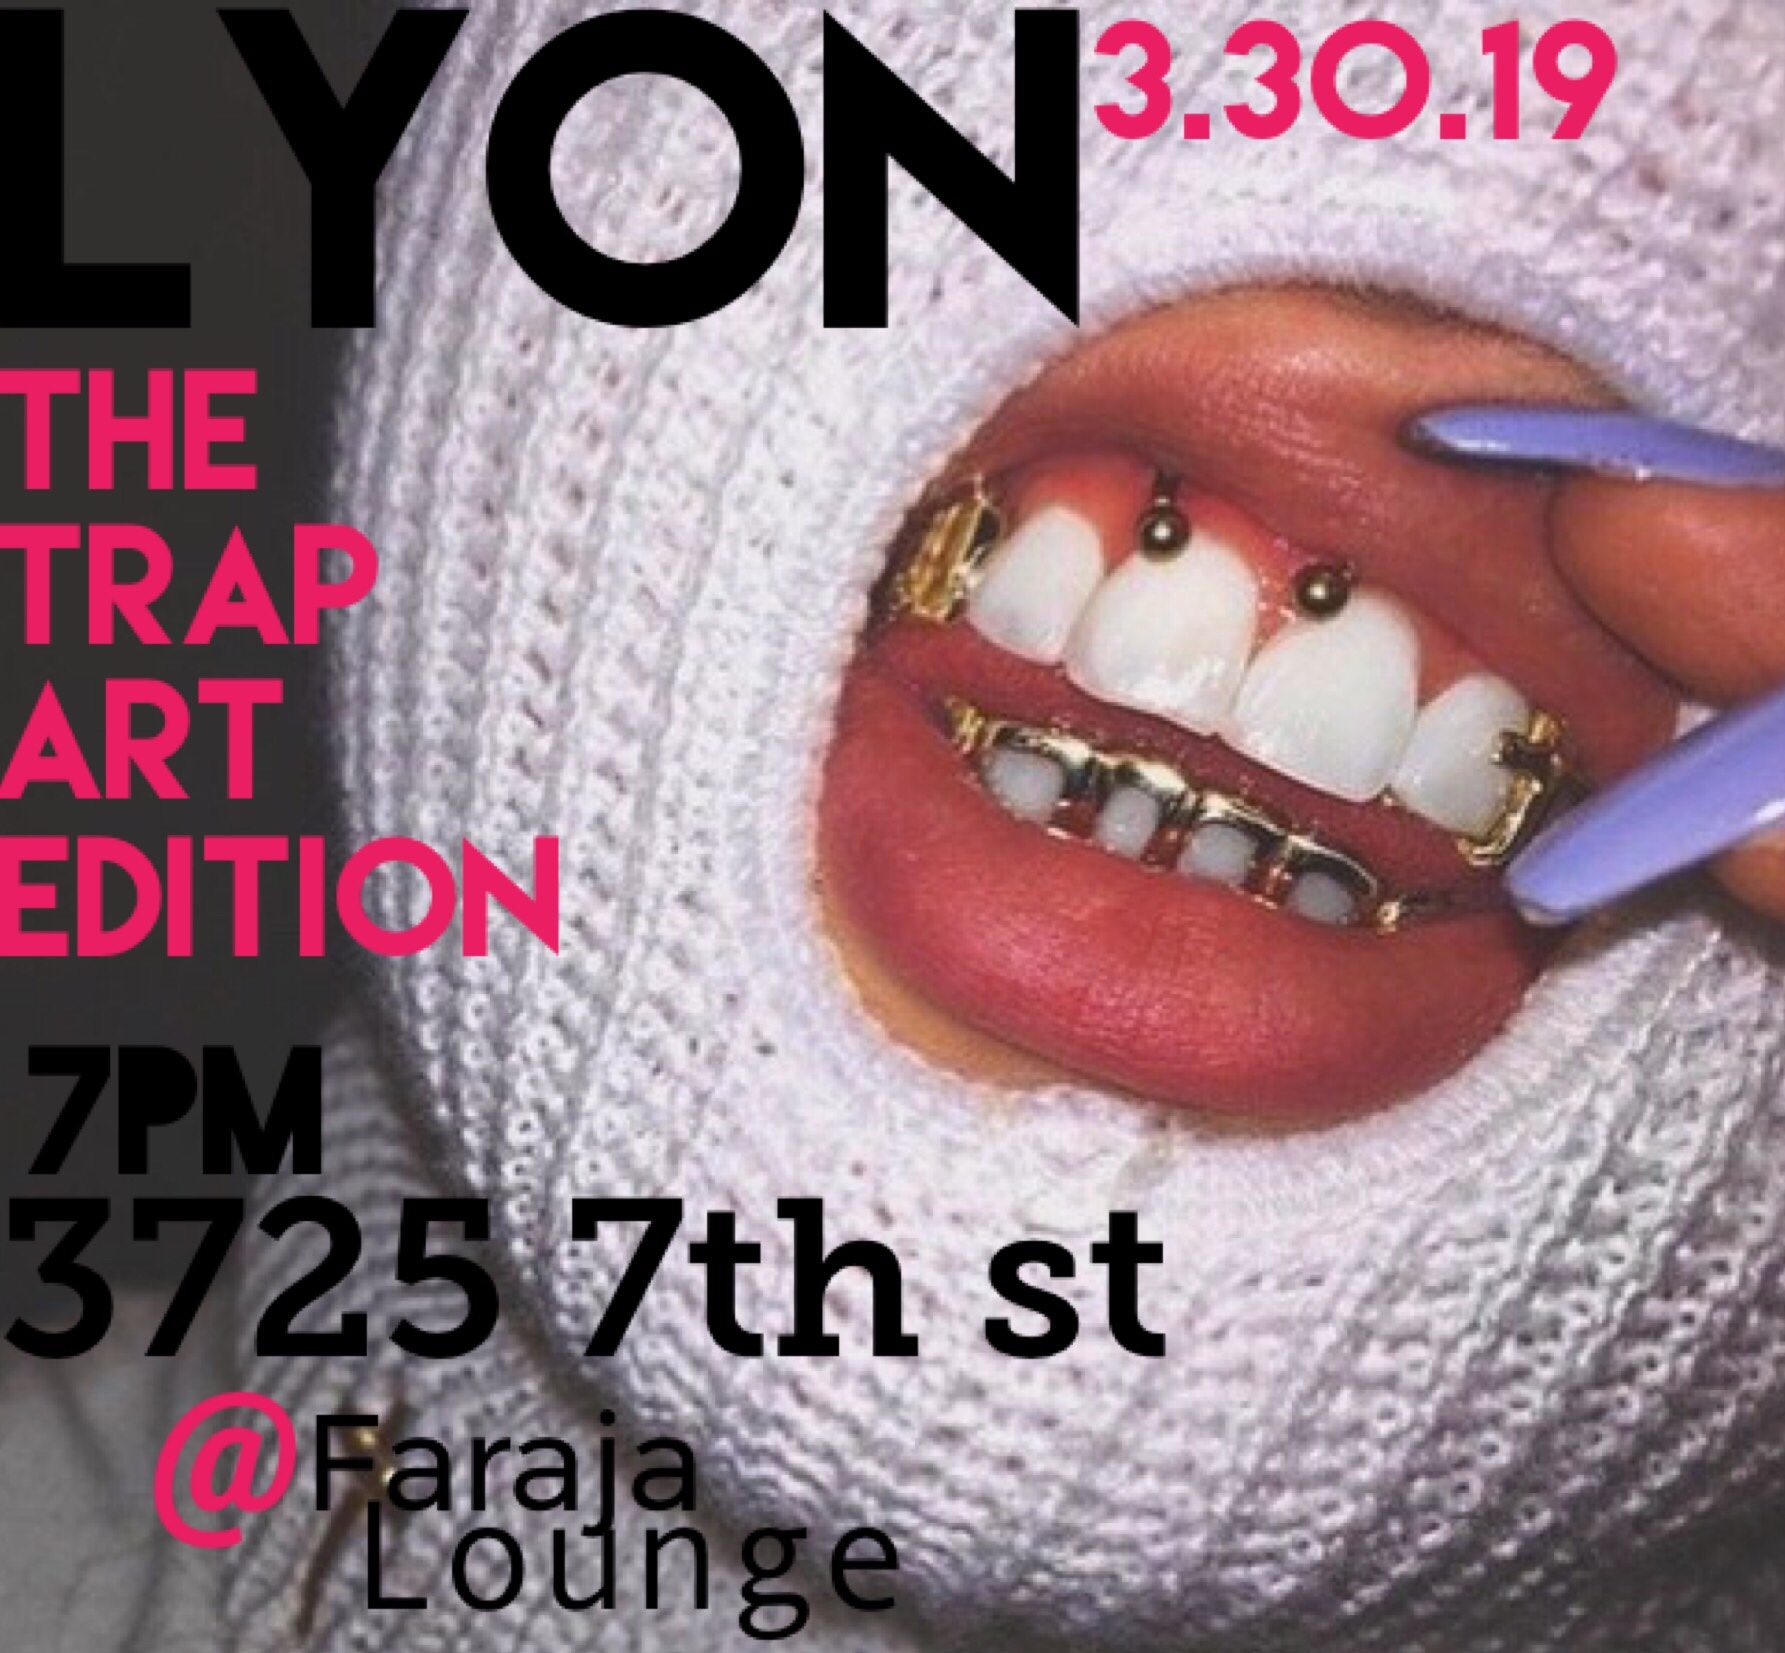 LYON
3.30.19
THE
TRAP
ART
EDITION
7PM
3725 7th st
@Faraja
Lounge